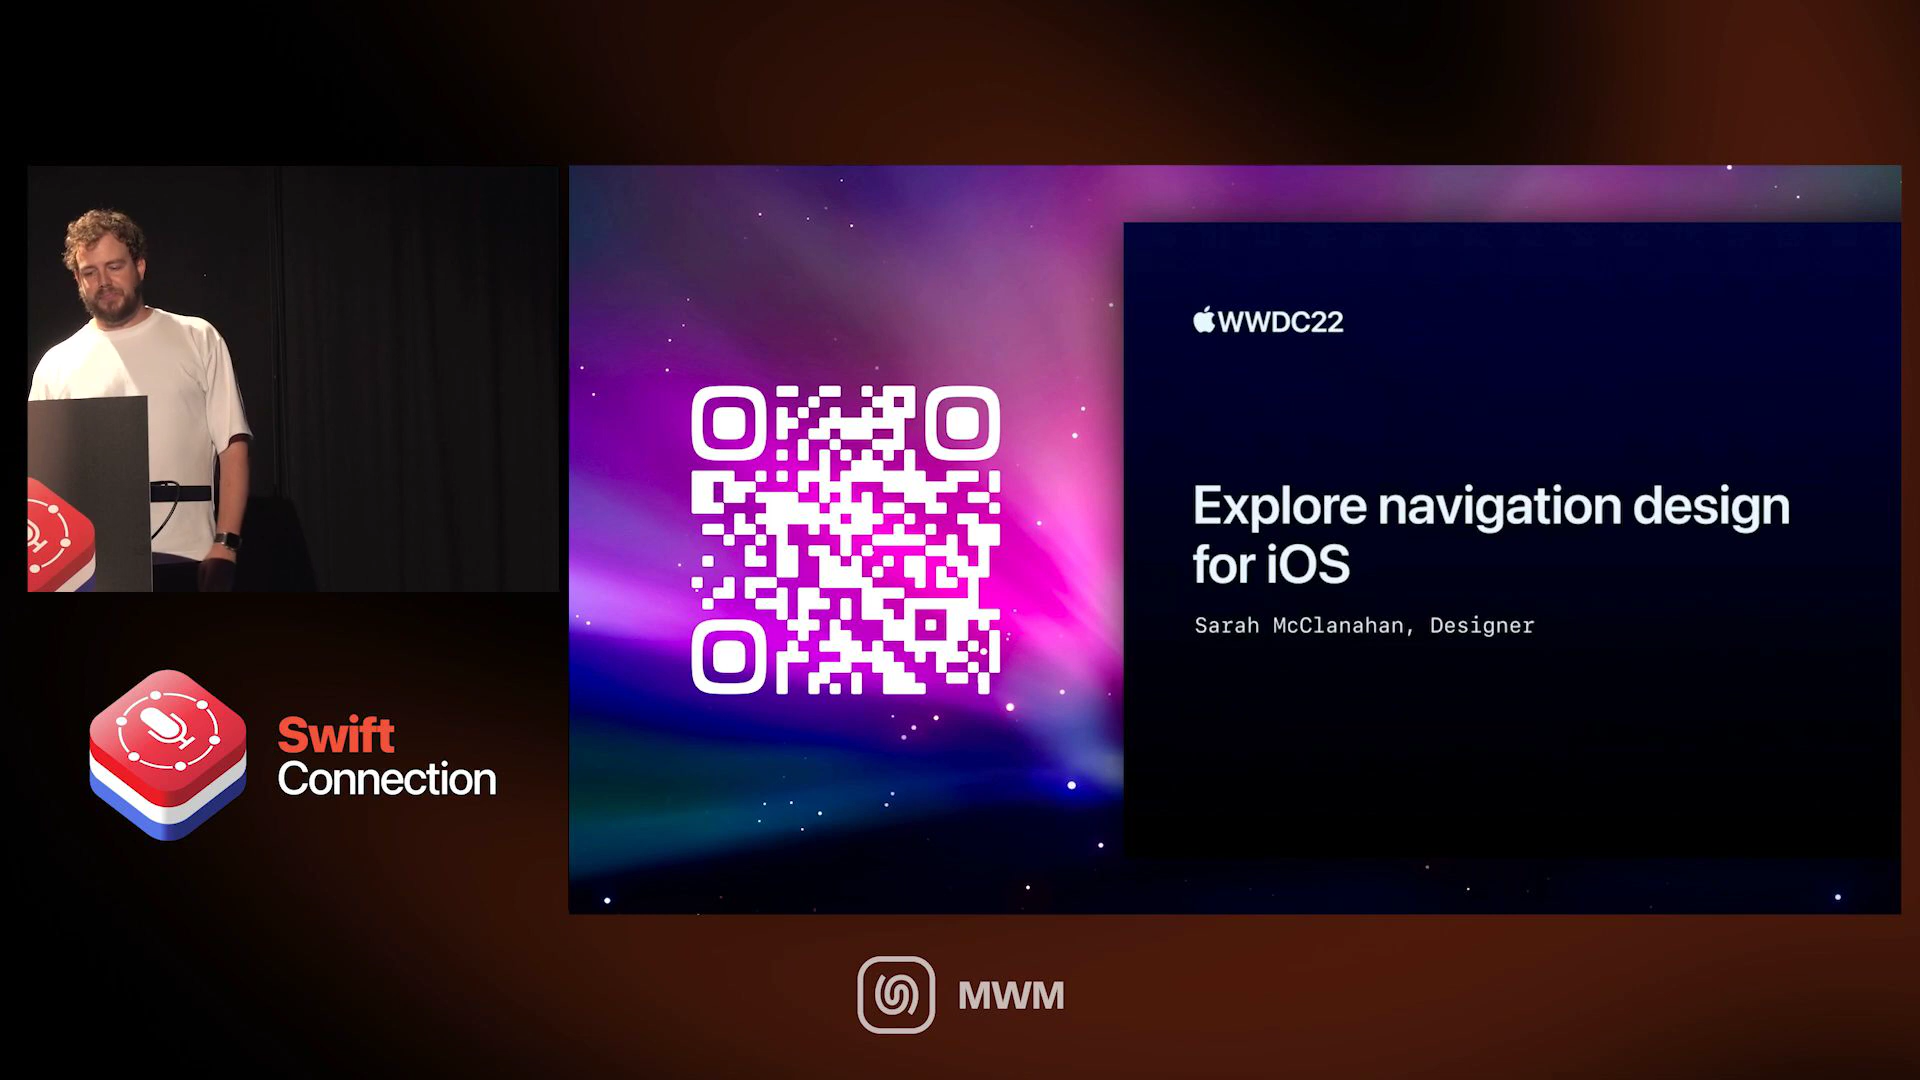 WWDC22
Explore navigation design
for iOS
Sarah McClanahan, Designer
Swift
Connection
MWM